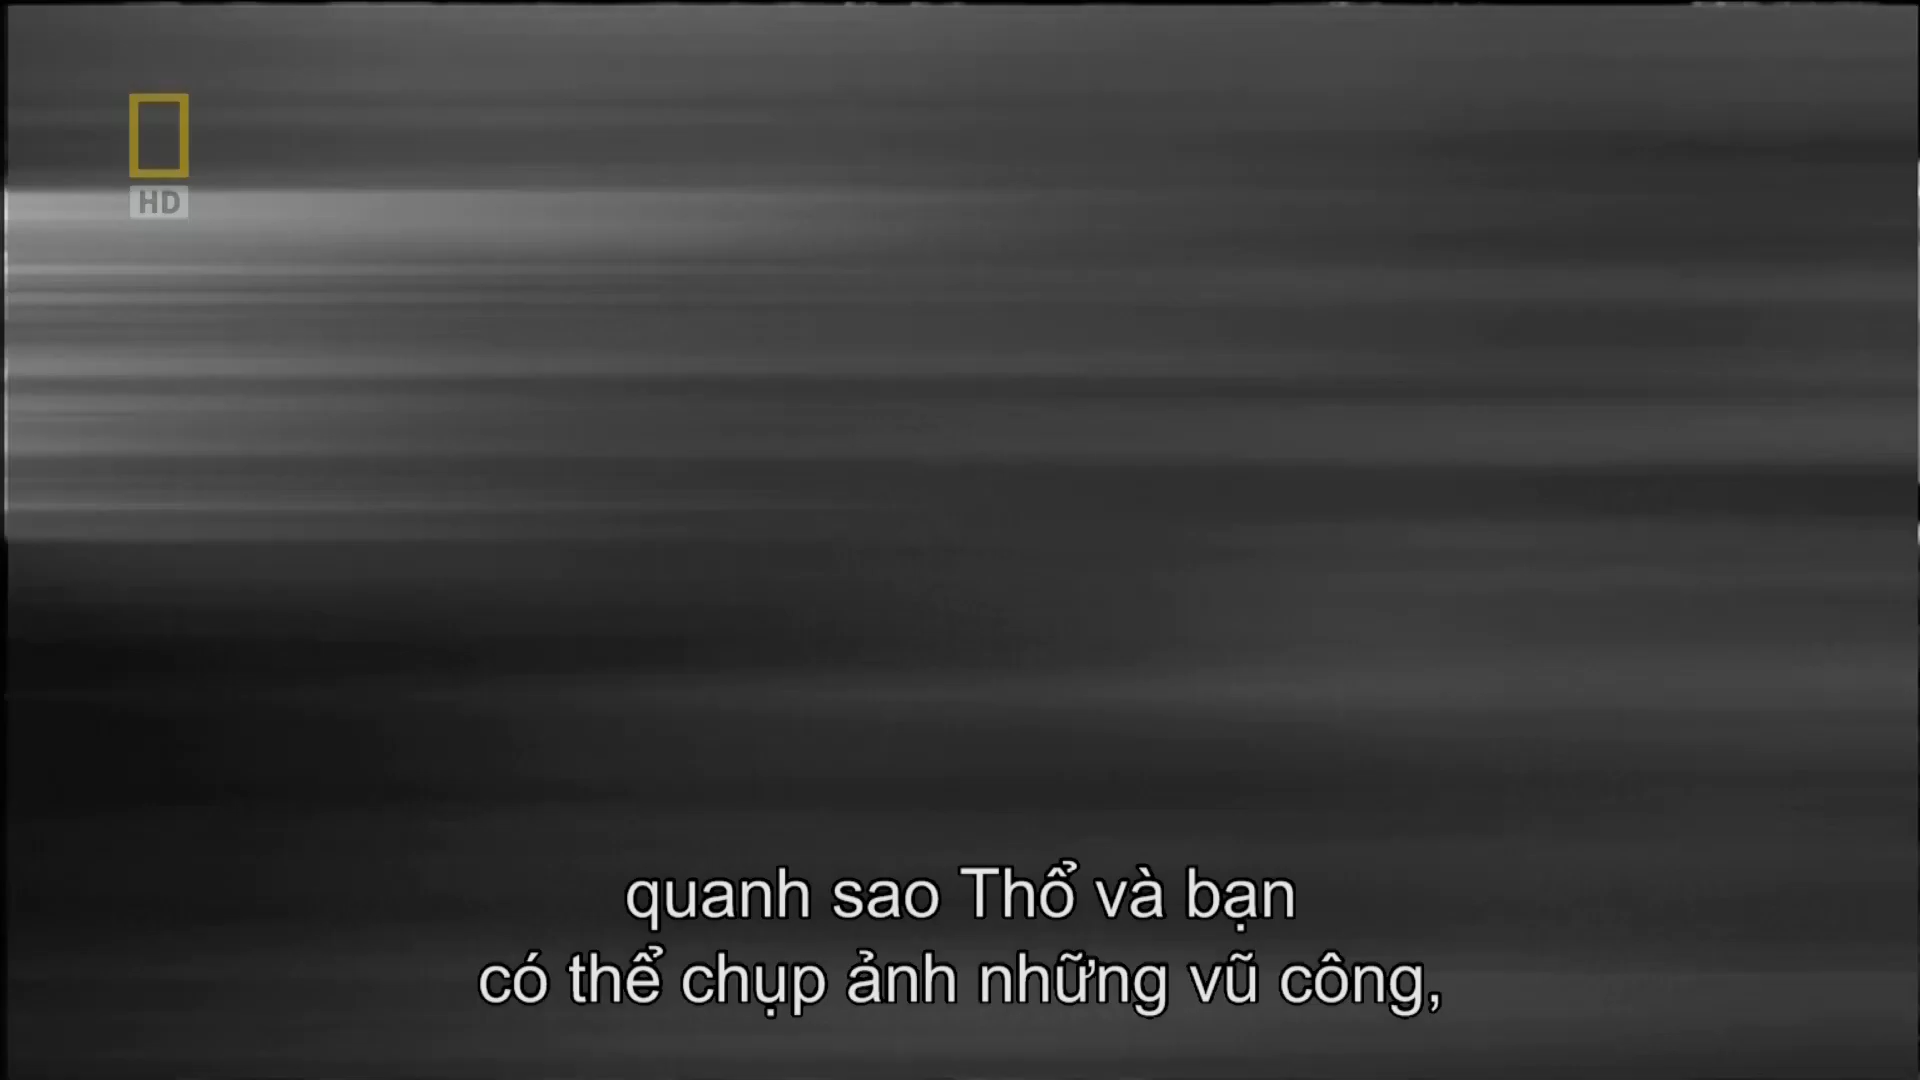 HD
quanh sao Thổ và bạn
có thể chụp ảnh những vũ công,